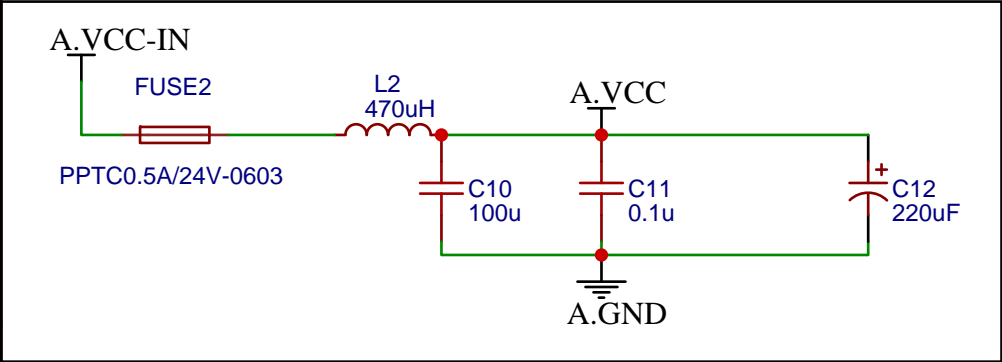 A.VCC-IN
FUSE2
PPTC0.5A/24V-0603
L2
470uH
A.VCC
C10
100u
C11
0.1u
+
C12
220uF
A.GND